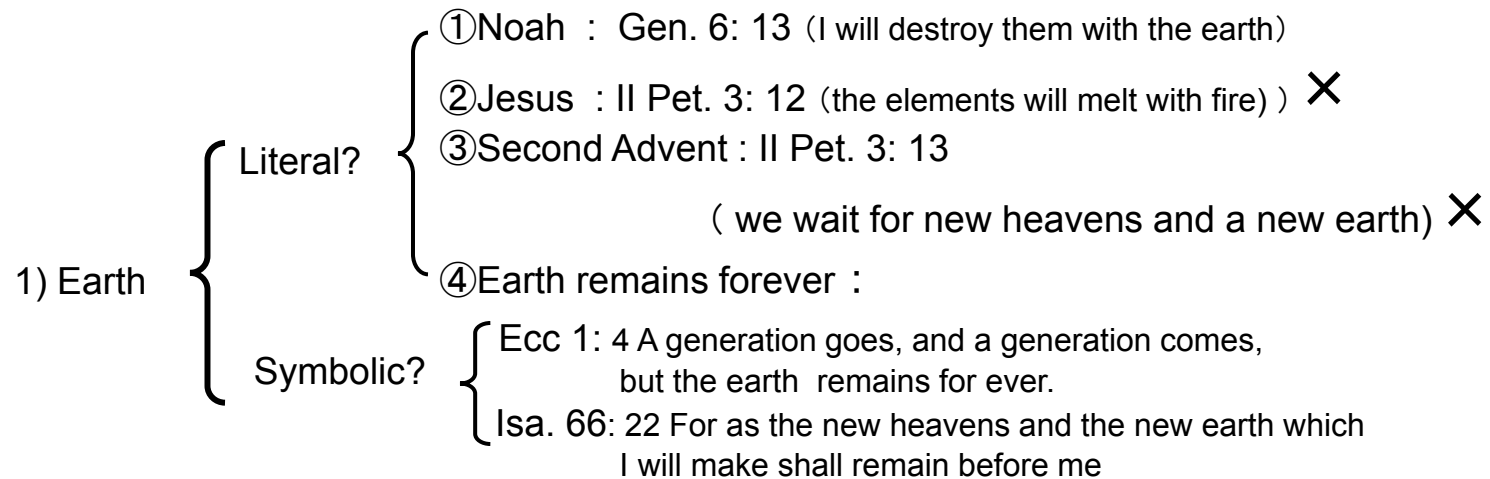 ①Noah : Gen. 6: 13（I will destroy them with the earth）
②Jesus : II Pet. 3: 12（the elements will melt with fire)）×
Literal?
③Second Advent : II Pet. 3: 13
（ we wait for new heavens and a new earth) ×
1) Earth
④Earth remains forever：
Symbolic?
Ecc 1: 4 A generation goes, and a generation comes,
but the earth remains for ever.
Isa. 66: 22 For as the new heavens and the new earth which
I will make shall remain before me